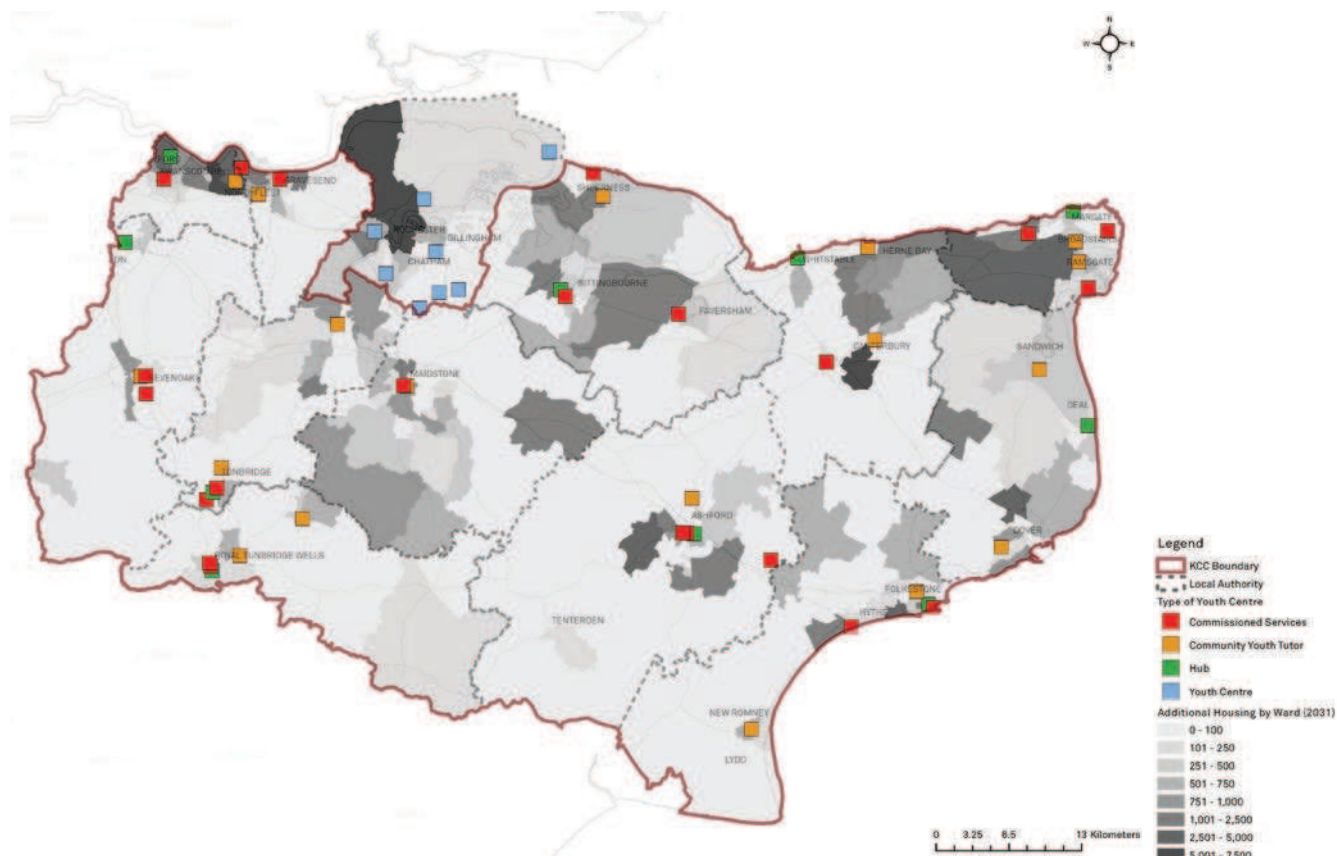 N
W E
S
SHEERNESS
GRAVESEND
MARGATE
ROCHESTER
BROADSTAIRS
GILLINGHAM
HERNE BAY
WHITSTABLE
CHATHAM
RAMSGATE
SITTINGBOURNE
FAVERSHAM
SANDWICH
MAIDSTONE
DEAL
TONBRIDGE
ASHFORD
DOVER
ROYAL TUNBRIDGE WELLS
FOLKESTONE
HYTHE
TENTERDEN
NEW ROMNEY
LYDD
Legend
KCC Boundary
Local Authority
Type of Youth Centre
Commissioned Services
Community Youth Tutor
Hub
Youth Centre
Additional Housing by Ward (2031)
0 - 100
101 - 250
251 - 500
501 - 750
751 - 1,000
1,001 - 2,500
2,501 - 5,000
5,001 - 7,500
0 3.25 6.5 13 Kilometers